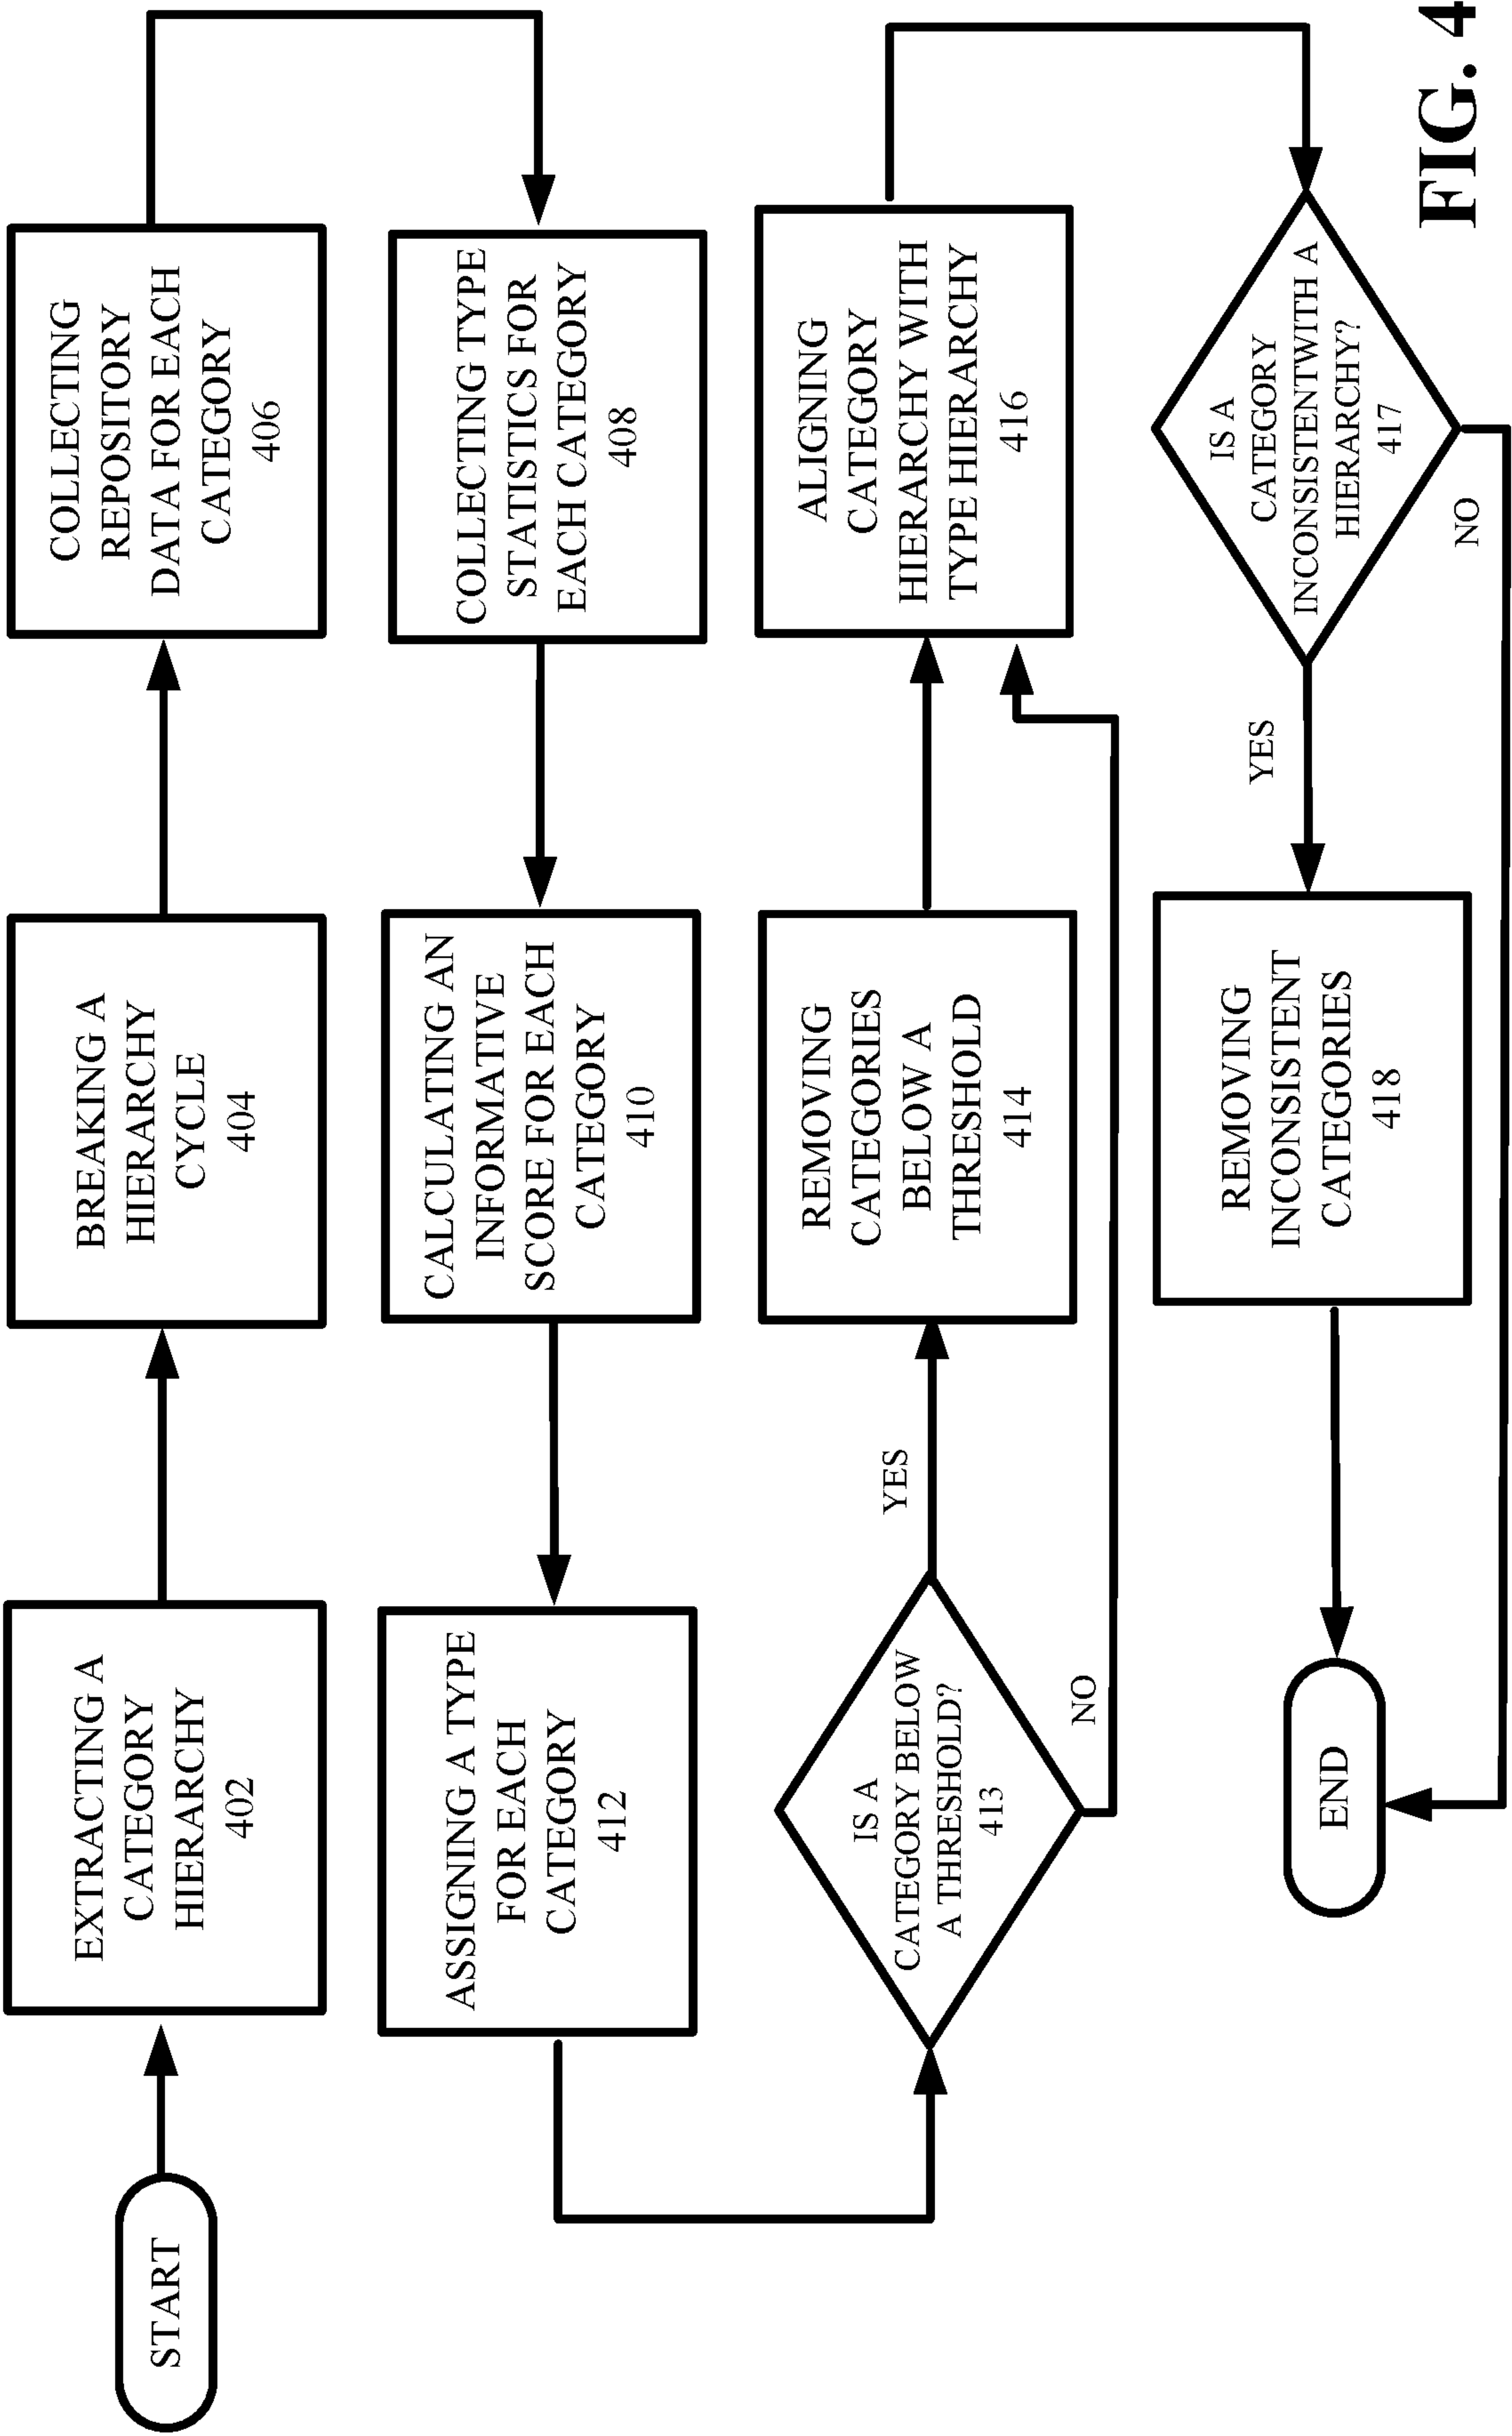 START
EXTRACTING A
CATEGORY
HIERARCHY
402
BREAKING A
HIERARCHY
CYCLE
404
COLLECTING
REPOSITORY
DATA FOR EACH
CATEGORY
406
COLLECTING TYPE
STATISTICS FOR
EACH CATEGORY
408
CALCULATING AN
INFORMATIVE
SCORE FOR EACH
CATEGORY
410
ASSIGNING A TYPE
FOR EACH
CATEGORY
412
IS A
CATEGORY BELOW
A THRESHOLD?
413
YES
NO
REMOVING
CATEGORIES
BELOW A
THRESHOLD
414
ALIGNING
CATEGORY
HIERARCHY WITH
TYPE HIERARCHY
416
IS A
CATEGORY
INCONSISTENTWITH A
HIERARCHY?
417
YES
NO
REMOVING
INCONSISTENT
CATEGORIES
418
END
FIG. 4